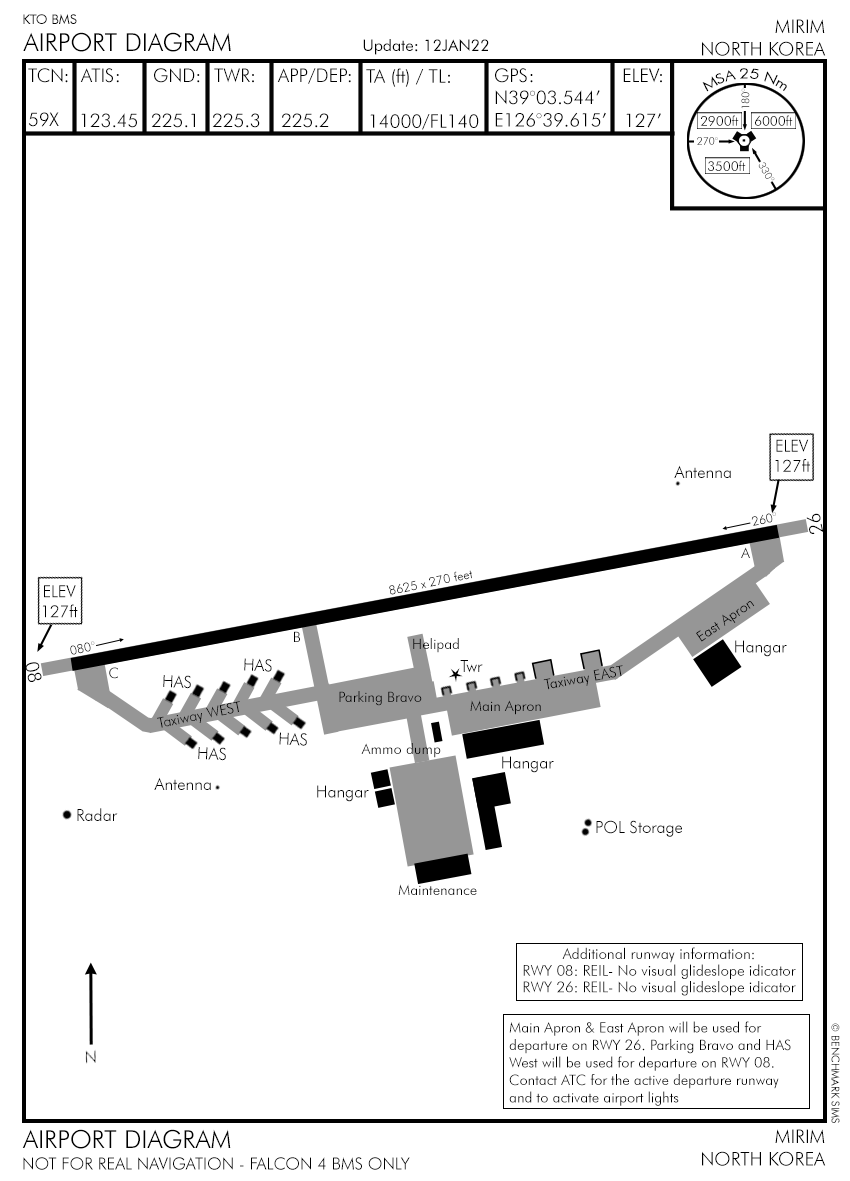 KTO BMS
AIRPORT DIAGRAM
Update: 12JAN22
MIRIM
NORTH KOREA
TCN:
59X
ATIS:
123.45
GND:
225.1
TWR:
225.3
APP/DEP:
225.2
TA (ft) / TL:
14000/FL140
GPS:
N39°03.544’
E126°39.615’
ELEV:
127’
MSA 25 Nm
180°
2900ft
6000ft
270°
3500ft
330°
ELEV
127ft
Antenna
260°
26
A
8625 x 270 feet
ELEV
127ft
East Apron
B
Helipad
Hangar
080°
08
C
HAS
HAS
Twr
Taxiway EAST
Parking Bravo
Main Apron
Taxiway WEST
HAS
HAS
Ammo dump
Hangar
Antenna
Hangar
Radar
POL Storage
Maintenance
Additional runway information:
RWY 08: REIL- No visual glideslope idicator
RWY 26: REIL- No visual glideslope idicator
Main Apron & East Apron will be used for
departure on RWY 26. Parking Bravo and HAS
West will be used for departure on RWY 08.
Contact ATC for the active departure runway
and to activate airport lights
N
© BENCHMARK SIMS
AIRPORT DIAGRAM
NOT FOR REAL NAVIGATION - FALCON 4 BMS ONLY
MIRIM
NORTH KOREA